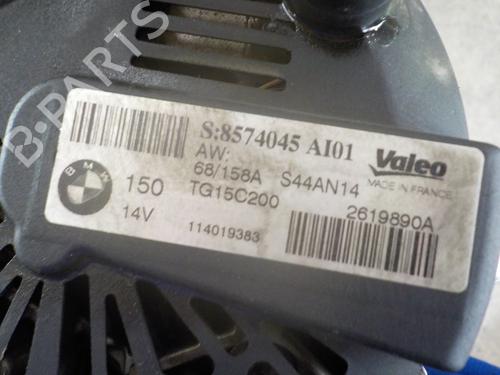 B-PARTS
S:8574045 AI01
AW:
68/158A S44AN14
150 TG15C200
14V
114019383
Valeo
MADE IN FRANCE
2619890A
BMW